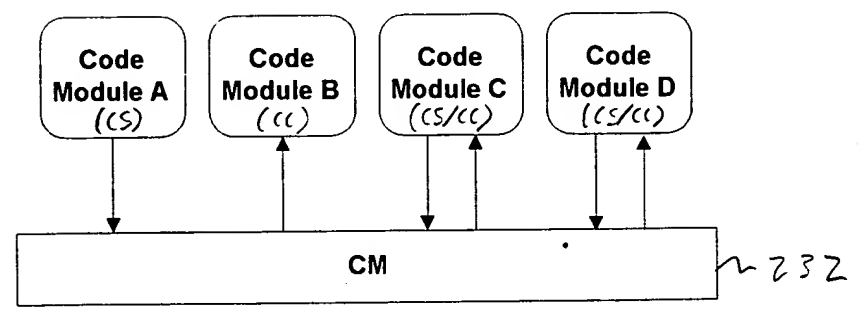 Code
Module A
(CS)
Code
Module B
(CC)
Code
Module C
(CS/CC)
Code
Module D
(CS/CC)
CM
232